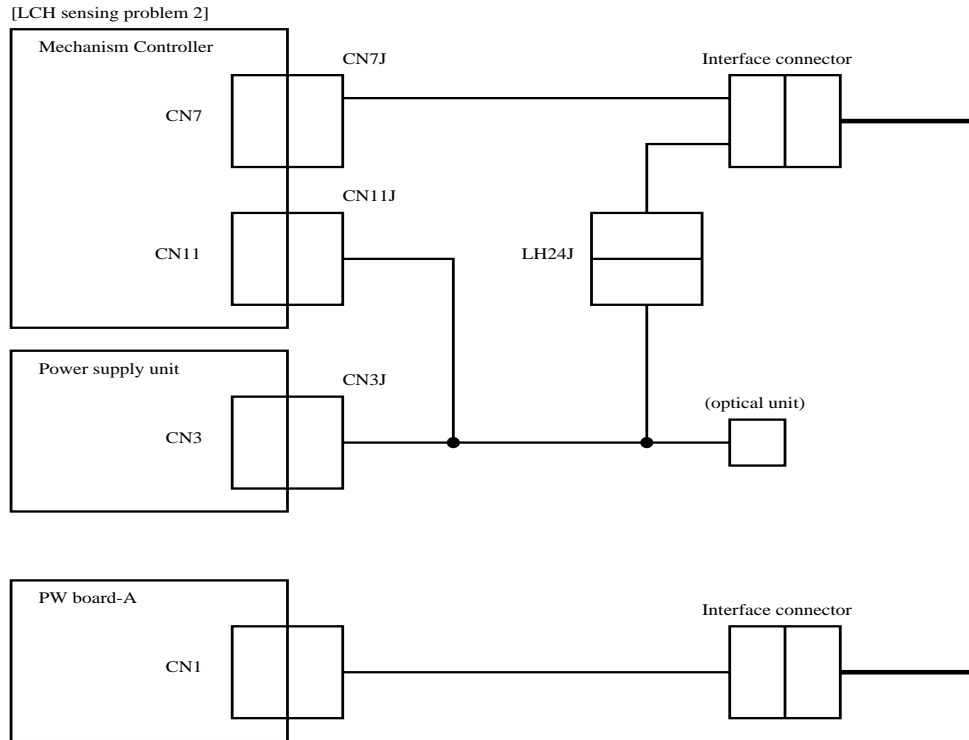 [LCH sensing problem 2]
Mechanism Controller
CN7J
Interface connector
CN7
CN11J
CN11
LH24J
Power supply unit
CN3J
(optical unit)
CN3
PW board-A
Interface connector
CN1